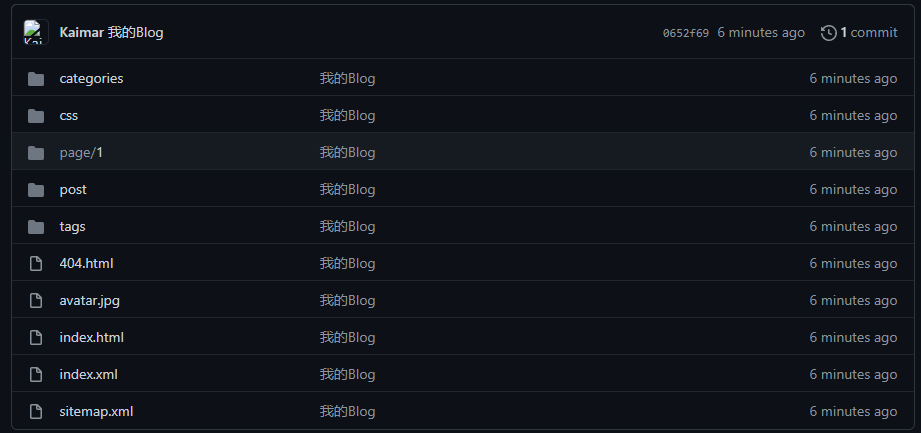 Kaimar 我的Blog 0652f69 6 minutes ago 1 commit
categories 我的Blog 6 minutes ago
css 我的Blog 6 minutes ago
page/1 我的Blog 6 minutes ago
post 我的Blog 6 minutes ago
tags 我的Blog 6 minutes ago
404.html 我的Blog 6 minutes ago
avatar.jpg 我的Blog 6 minutes ago
index.html 我的Blog 6 minutes ago
index.xml 我的Blog 6 minutes ago
sitemap.xml 我的Blog 6 minutes ago